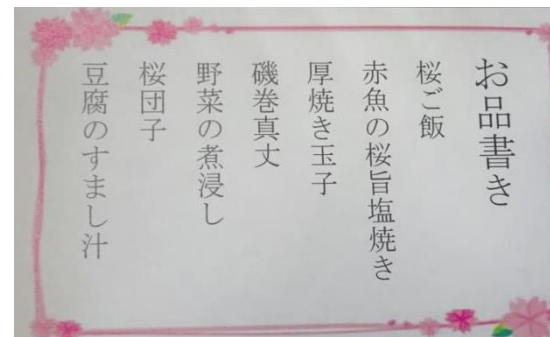 お品書き
桜ご飯
赤魚の桜旨塩焼き
厚焼き玉子
磯巻真丈
野菜の煮浸し
桜団子
豆腐のすまし汁